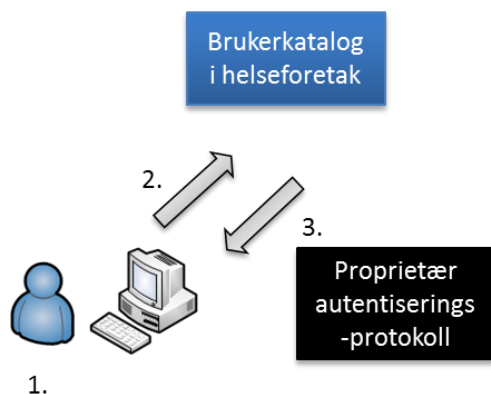 Brukerkatalog
i helseforetak
2.
3.
Proprietær
autentiserings
-protokoll
1.